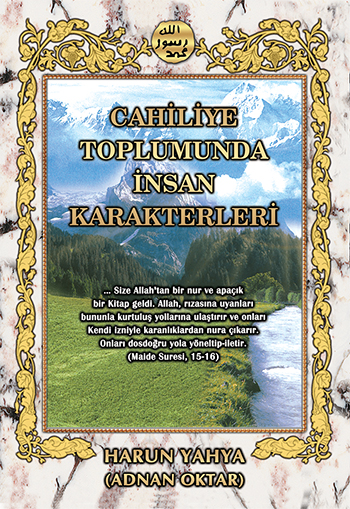 الله
رسول
محمد
CAHİLİYE
TOPLUMUNDA
İNSAN
KARAKTERLERİ
... Size Allah'tan bir nur ve apaçık
bir Kitap geldi. Allah, rızasına uyanları
bununla kurtuluş yollarına ulaştırır ve onları
Kendi izniyle karanlıklardan nura çıkarır.
Onları dosdoğru yola yöneltip-iletir.
(Maide Suresi, 15-16)
HARUN YAHYA
(ADNAN OKTAR)